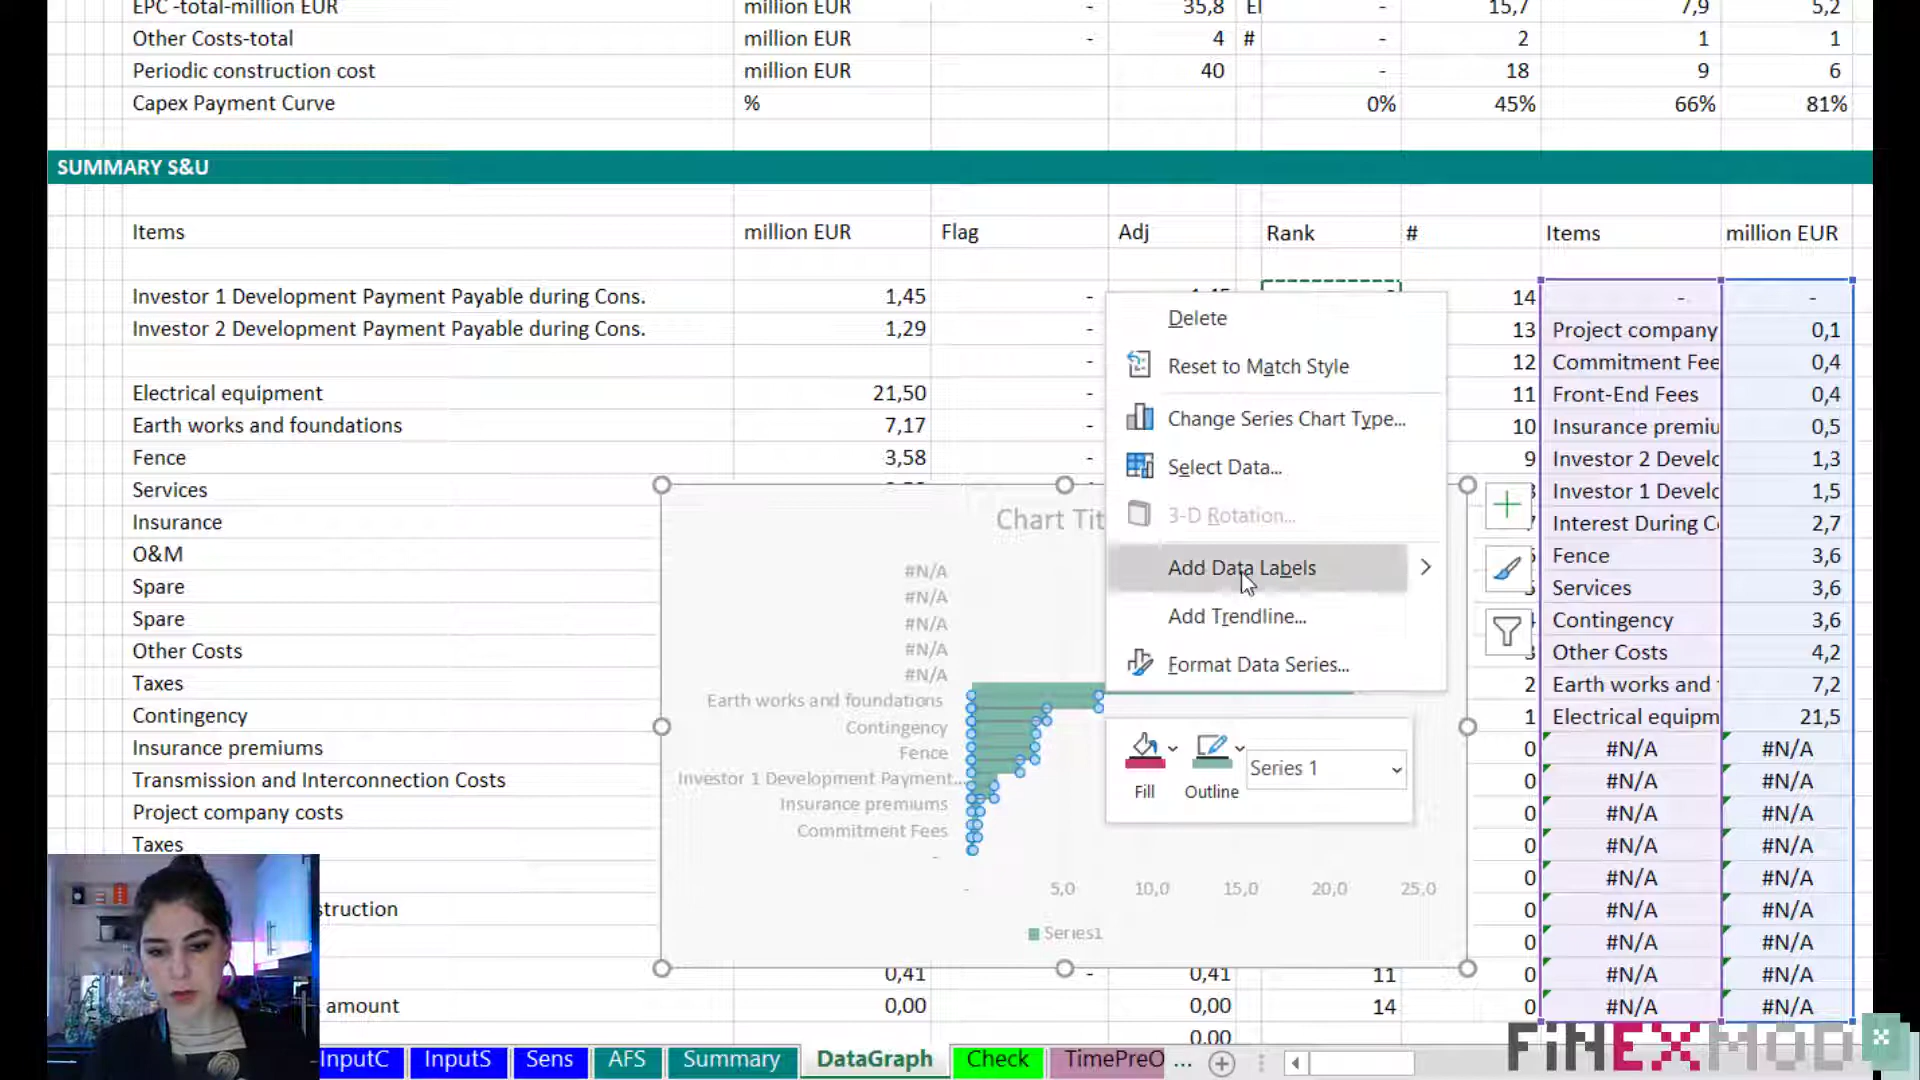 EPC -total-million EUR million EUR - 35,8 El - 15,7 7,9 5,2
Other Costs-total million EUR - 4 # - 2 1 1
Periodic construction cost million EUR 40 - 18 9 6
Capex Payment Curve % 0% 45% 66% 81%
SUMMARY S&U
Items million EUR Flag Adj Rank # Items million EUR
Investor 1 Development Payment Payable during Cons. 1,45 - 14 - -
Investor 2 Development Payment Payable during Cons. 1,29 - 13 Project company 0,1
- 12 Commitment Fee 0,4
Electrical equipment 21,50 - 11 Front-End Fees 0,4
Earth works and foundations 7,17 - 10 Insurance premiu 0,5
Fence 3,58 - 9 Investor 2 Develo 1,3
Services Investor 1 Develo 1,5
Insurance Interest During C 2,7
O&M Fence 3,6
Spare Services 3,6
Spare Contingency 3,6
Other Costs Other Costs 4,2
Taxes 2 Earth works and 7,2
Contingency 1 Electrical equipm 21,5
Insurance premiums 0 #N/A #N/A
Transmission and Interconnection Costs 0 #N/A #N/A
Project company costs 0 #N/A #N/A
Taxes 0 #N/A #N/A
0 #N/A #N/A
struction 0 #N/A #N/A
0 #N/A #N/A
0,41 - 0,41 11 0 #N/A #N/A
amount 0,00 0,00 14 0 #N/A #N/A
0,00
Delete
Reset to Match Style
Change Series Chart Type...
Select Data...
3-D Rotation...
Add Data Labels
Add Trendline...
Format Data Series...
Fill Outline Series 1
Chart Tit
#N/A
#N/A
#N/A
#N/A
#N/A
Earth works and foundations
Contingency
Fence
Investor 1 Development Payment...
Insurance premiums
Commitment Fees
-
- 5,0 10,0 15,0 20,0 25,0
Series1
InputC InputS Sens AFS Summary DataGraph Check TimePreO ...
FINEXMOD